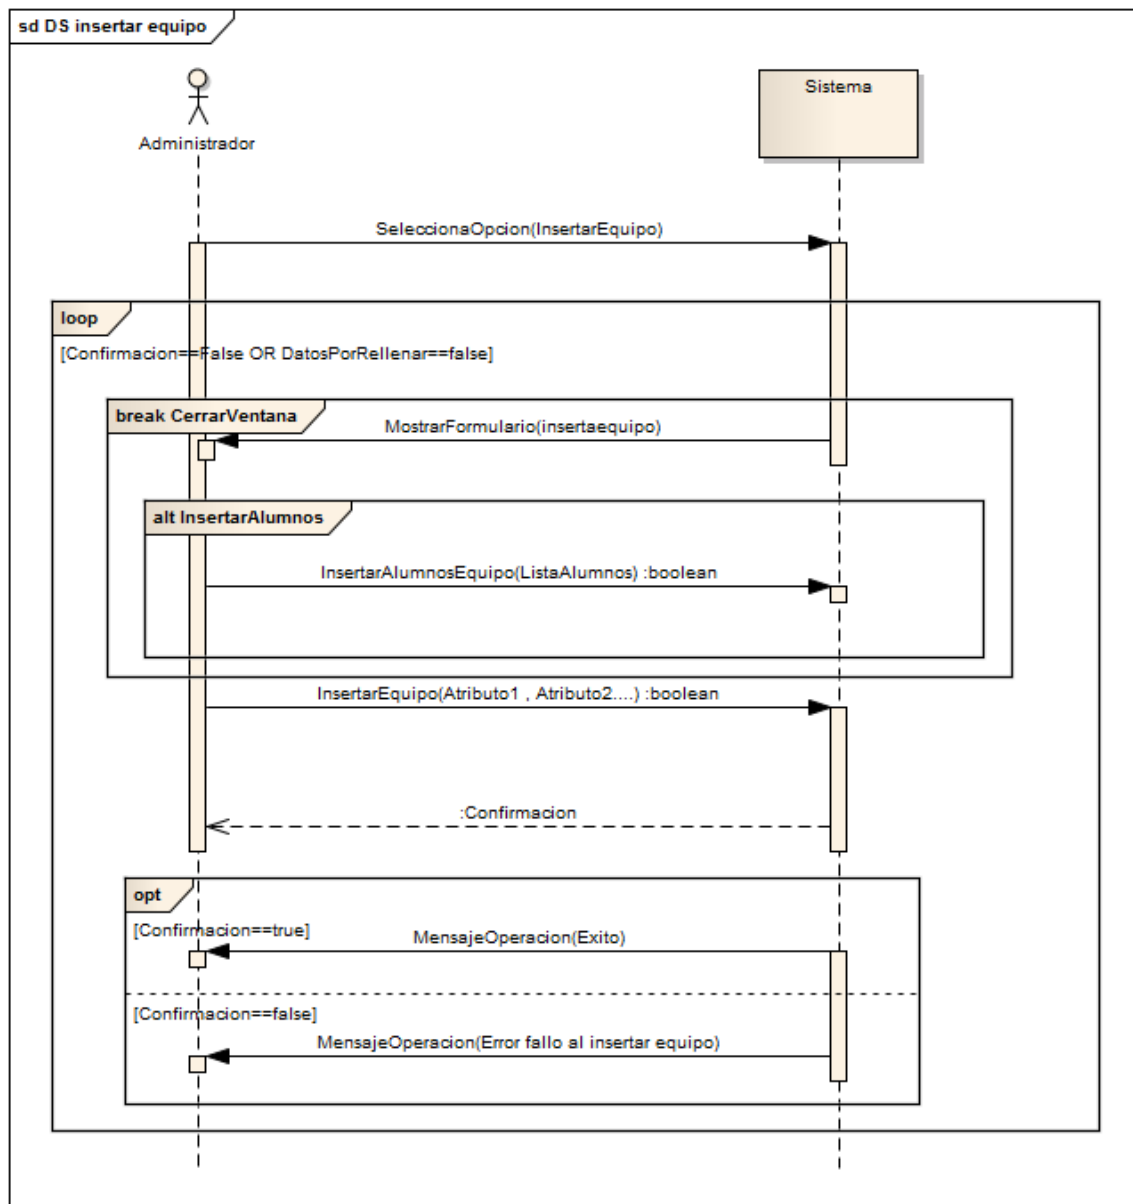 sd DS insertar equipo
Administrador
Sistema
SeleccionaOpcion(InsertarEquipo)
loop
[Confirmacion==False OR DatosPorRellenar==false]
break CerrarVentana
MostrarFormulario(insertaequipo)
alt InsertarAlumnos
InsertarAlumnosEquipo(ListaAlumnos) :boolean
InsertarEquipo(Atributo1 , Atributo2....) :boolean
:Confirmacion
opt
[Confirmacion==true]
MensajeOperacion(Exito)
[Confirmacion==false]
MensajeOperacion(Error fallo al insertar equipo)